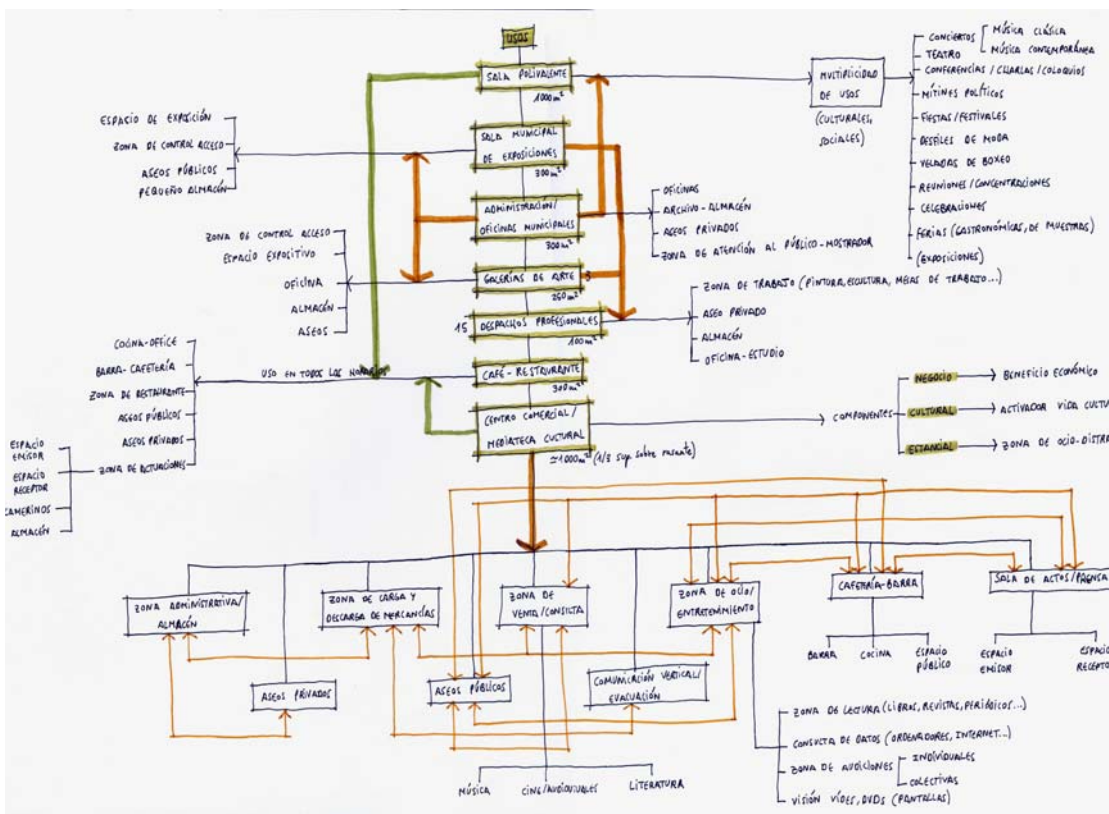 USOS
SALA POLIVALENTE
1000 m²
MULTIPLICIDAD
DE USOS
(CULTURALES,
SOCIALES)
CONCIERTOS
MÚSICA CLÁSICA
MÚSICA CONTEMPORÁNEA
TEATRO
CONFERENCIAS / CHARLAS / COLOQUIOS
MÍTINES POLÍTICOS
FIESTAS/FESTIVALES
DESFILES DE MODA
VELADAS DE BOXEO
REUNIONES/CONCENTRACIONES
CELEBRACIONES
FERIAS (GASTRONÓMICAS, DE MUESTRAS)
(EXPOSICIONES)
ESPACIO DE EXPOSICIÓN
ZONA DE CONTROL ACCESO
ASEOS PÚBLICOS
PEQUEÑO ALMACÉN
SALA MUNICIPAL
DE EXPOSICIONES
300 m²
ADMINISTRACIÓN/
OFICINAS MUNICIPALES
300 m²
OFICINAS
ARCHIVO-ALMACÉN
ASEOS PRIVADOS
ZONA DE ATENCIÓN AL PÚBLICO-MOSTRADOR
ZONA DE CONTROL ACCESO
ESPACIO EXPOSITIVO
OFICINA
ALMACÉN
ASEOS
GALERÍAS DE ARTE
250 m²
15 DESPACHOS PROFESIONALES
100 m²
ZONA DE TRABAJO (PINTURA, ESCULTURA, MESAS DE TRABAJO...)
ASEO PRIVADO
ALMACÉN
OFICINA-ESTUDIO
COCINA-OFFICE
BARRA-CAFETERÍA
ZONA DE RESTAURANTE
ASEOS PÚBLICOS
ASEOS PRIVADOS
ZONA DE ACTUACIONES
ESPACIO
EMISOR
ESPACIO
RECEPTOR
CAMERINOS
ALMACÉN
USO EN TODOS LOS HORARIOS
CAFÉ-RESTAURANTE
300 m²
CENTRO COMERCIAL/
MEDIATECA CULTURAL
≃1000 m² (1/3 sup. sobre rasante)
COMPONENTES
NEGOCIO
BENEFICIO ECONÓMICO
CULTURAL
ACTIVADOR VIDA CULTU
ESTANCIAL
ZONA DE OCIO-DISTRA
ZONA ADMINISTRATIVA/
ALMACÉN
ZONA DE CARGA Y
DESCARGA DE MERCANCÍAS
ZONA DE
VENTA/CONSULTA
ZONA DE OCIO/
ENTRETENIMIENTO
CAFETERÍA-BARRA
SALA DE ACTOS/PRENSA
BARRA
COCINA
ESPACIO
PÚBLICO
ESPACIO
EMISOR
ESPACIO
RECEPTOR
ASEOS PRIVADOS
ASEOS PÚBLICOS
COMUNICACIÓN VERTICAL/
EVACUACIÓN
MÚSICA
CINE/AUDIOVISUALES
LITERATURA
ZONA DE LECTURA (LIBROS, REVISTAS, PERIÓDICOS...)
CONSULTA DE DATOS (ORDENADORES, INTERNET...)
ZONA DE AUDICIONES
INDIVIDUALES
COLECTIVAS
VISIÓN VÍDEOS, DVDS (PANTALLAS)